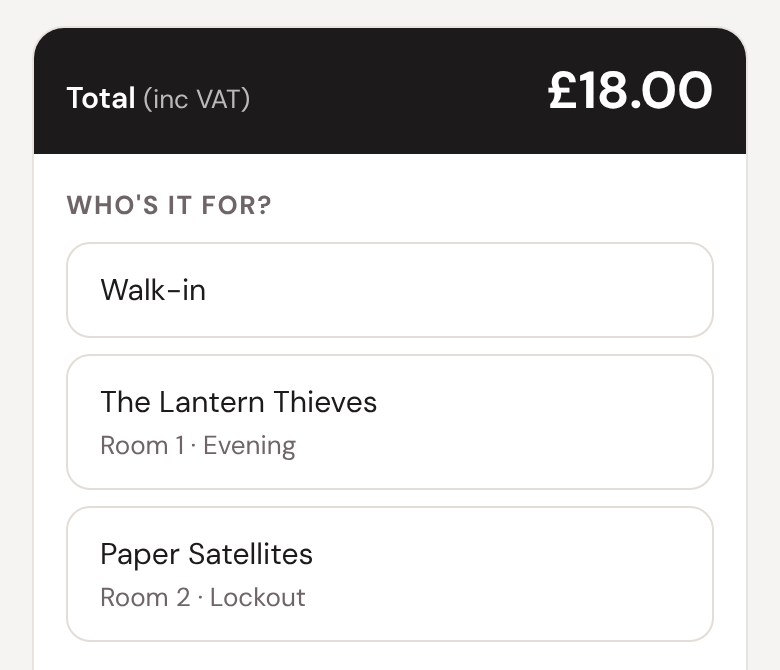 Total (inc VAT) £18.00
WHO'S IT FOR?
Walk-in
The Lantern Thieves
Room 1 · Evening
Paper Satellites
Room 2 · Lockout